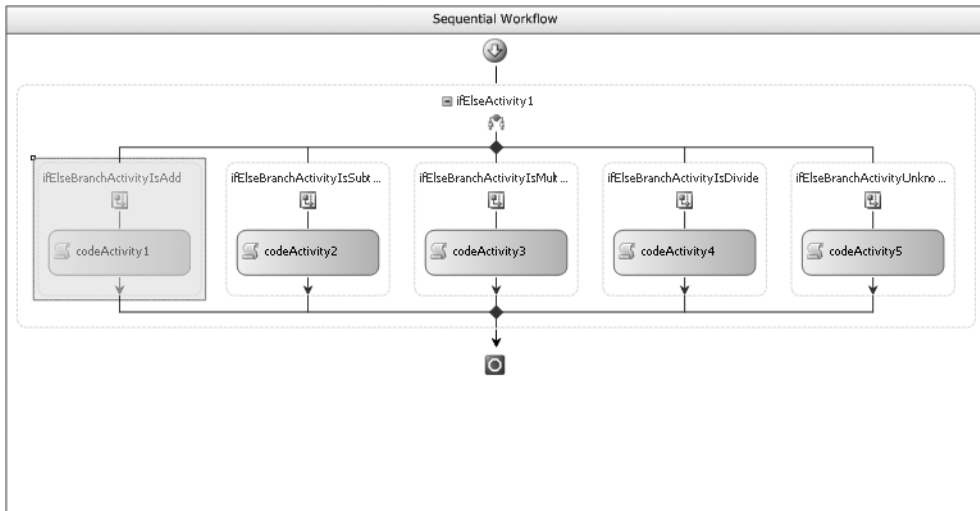 Sequential Workflow
ifElseActivity1
ifElseBranchActivityIsAdd
ifElseBranchActivityIsSubt ...
ifElseBranchActivityIsMult ...
ifElseBranchActivityIsDivide
ifElseBranchActivityUnkno ...
codeActivity1
codeActivity2
codeActivity3
codeActivity4
codeActivity5